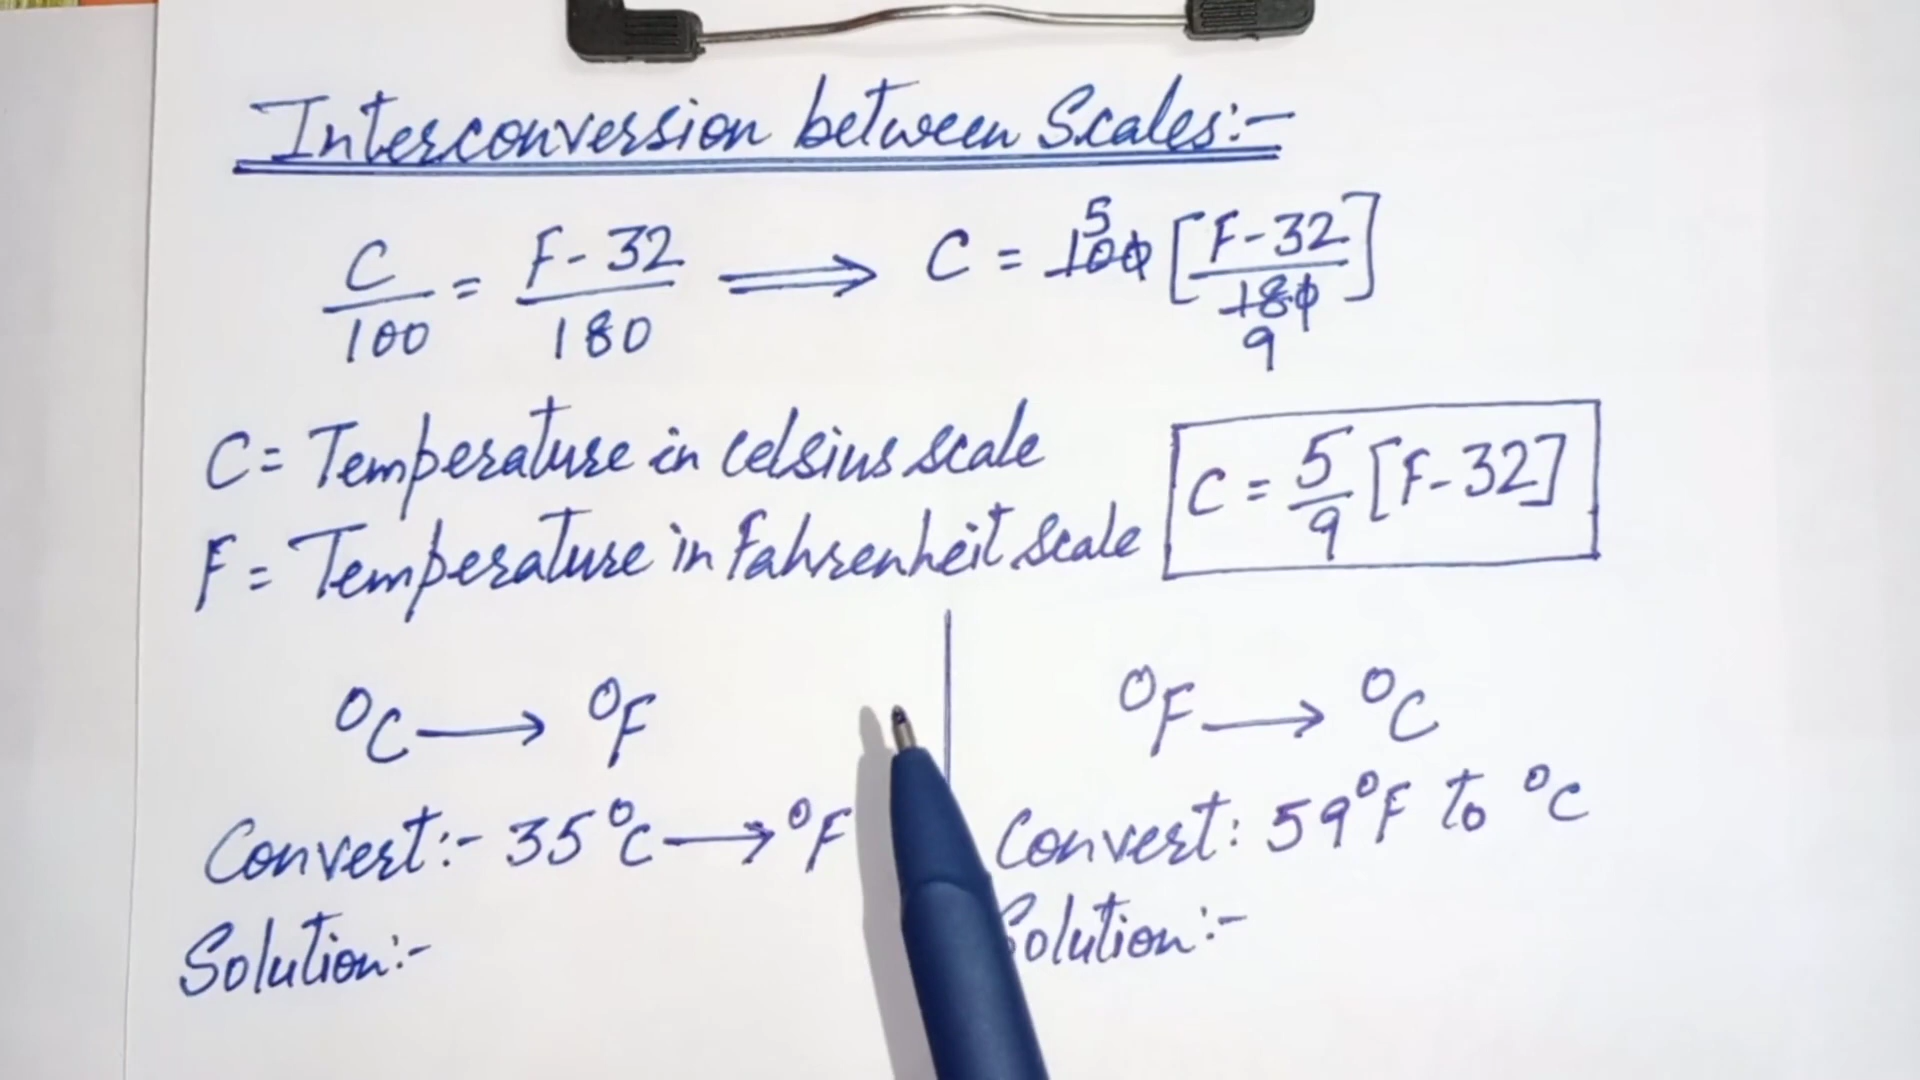 Interconversion between Scales:-
C/100 = F-32/180 ⟹ C = 100 5 [F-32/180 9]
C = Temperature in celsius scale
F = Temperature in Fahrenheit Scale
C = 5/9 [F-32]
°C → °F
Convert:- 35°C → °F
Solution:-
°F → °C
Convert: 59°F to °C
Solution:-